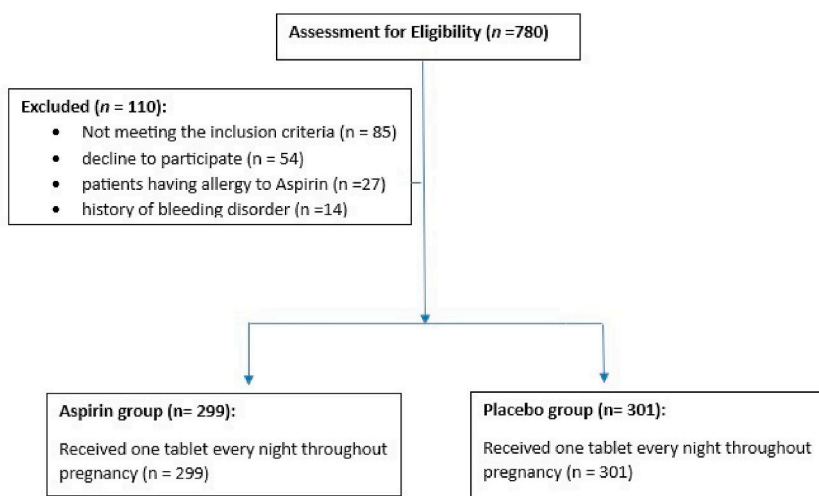 Assessment for Eligibility (n =780)
Excluded (n = 110):
• Not meeting the inclusion criteria (n = 85)
• decline to participate (n = 54)
• patients having allergy to Aspirin (n =27)
• history of bleeding disorder (n =14)
Aspirin group (n= 299):
Received one tablet every night throughout
pregnancy (n = 299)
Placebo group (n= 301):
Received one tablet every night throughout
pregnancy (n = 301)